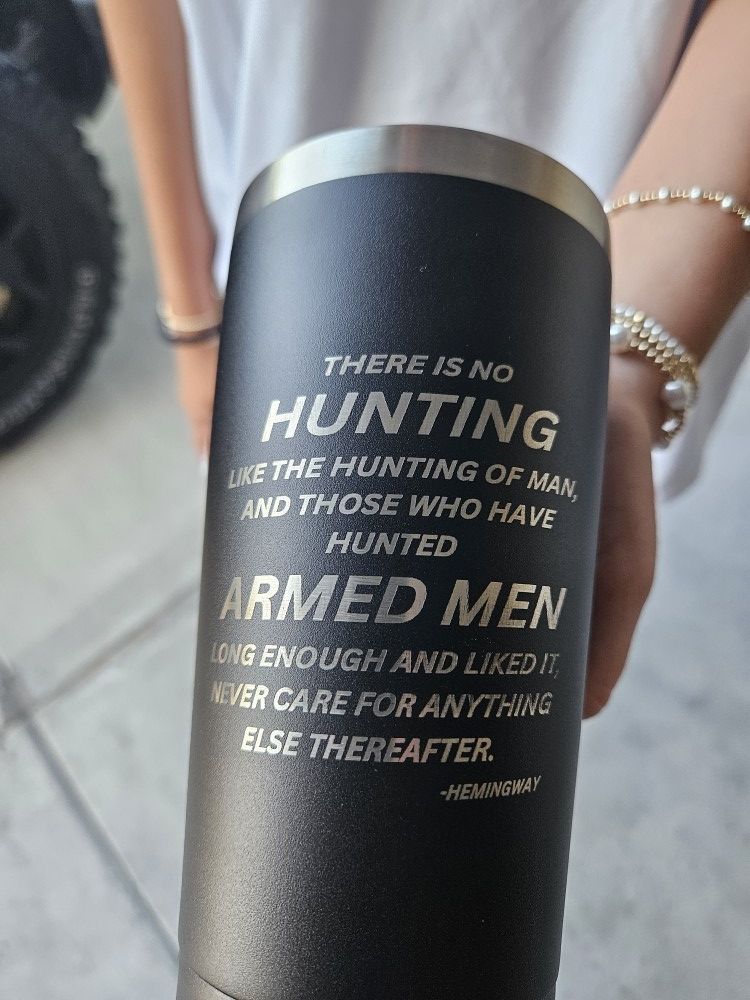 THERE IS NO
HUNTING
LIKE THE HUNTING OF MAN,
AND THOSE WHO HAVE
HUNTED
ARMED MEN
LONG ENOUGH AND LIKED IT,
NEVER CARE FOR ANYTHING
ELSE THEREAFTER.
-HEMINGWAY